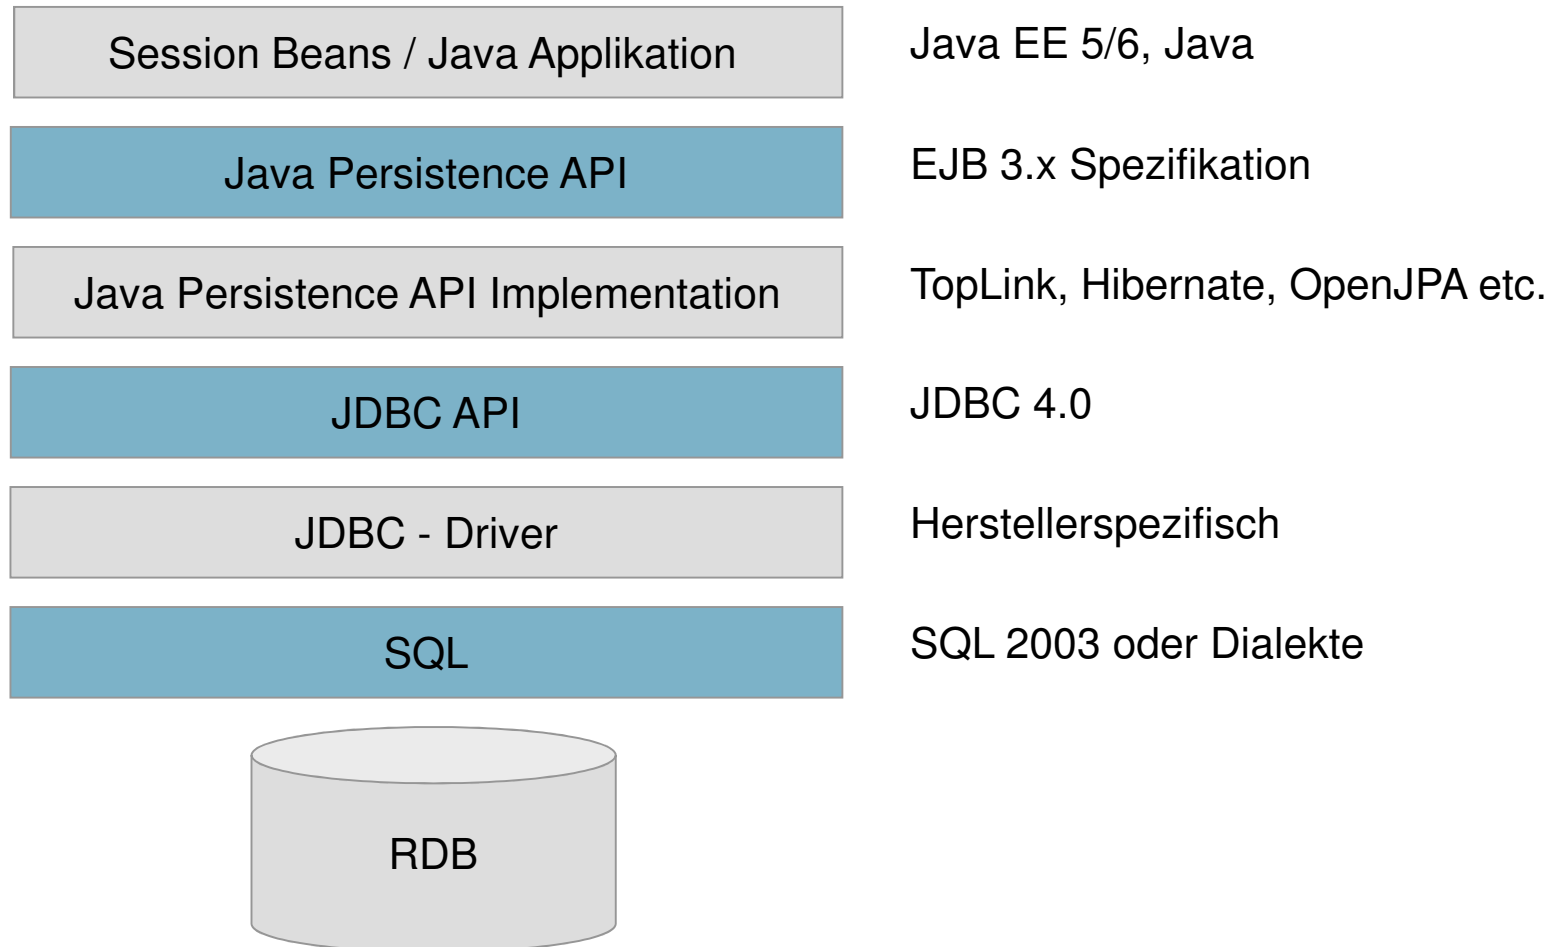 Session Beans / Java Applikation
Java EE 5/6, Java
Java Persistence API
EJB 3.x Spezifikation
Java Persistence API Implementation
TopLink, Hibernate, OpenJPA etc.
JDBC API
JDBC 4.0
JDBC - Driver
Herstellerspezifisch
SQL
SQL 2003 oder Dialekte
RDB